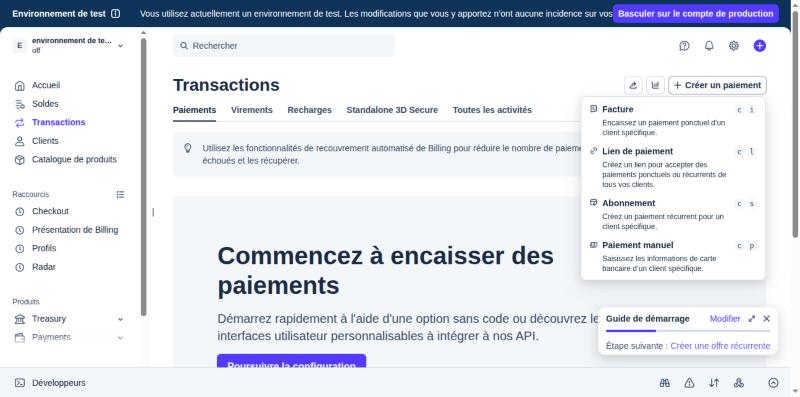 Environnement de test
Vous utilisez actuellement un environnement de test. Les modifications que vous y apportez n'ont aucune incidence sur vos
Basculer sur le compte de production
E
environnement de te...
off
Rechercher
Accueil
Soldes
Transactions
Clients
Catalogue de produits
Raccourcis
Checkout
Présentation de Billing
Profils
Radar
Produits
Treasury
Payments
Développeurs
Transactions
Créer un paiement
Paiements
Virements
Recharges
Standalone 3D Secure
Toutes les activités
Utilisez les fonctionnalités de recouvrement automatisé de Billing pour réduire le nombre de paieme
échoués et les récupérer.
Commencez à encaisser des
paiements
Démarrez rapidement à l'aide d'une option sans code ou découvrez le
interfaces utilisateur personnalisables à intégrer à nos API.
Poursuivre la configuration
Facture c i
Encaissez un paiement ponctuel d'un
client spécifique.
Lien de paiement c l
Créez un lien pour accepter des
paiements ponctuels ou récurrents de
tous vos clients.
Abonnement c s
Créez un paiement récurrent pour un
client spécifique.
Paiement manuel c p
Saisissez les informations de carte
bancaire d'un client spécifique.
Guide de démarrage
Modifier
Étape suivante : Créer une offre récurrente